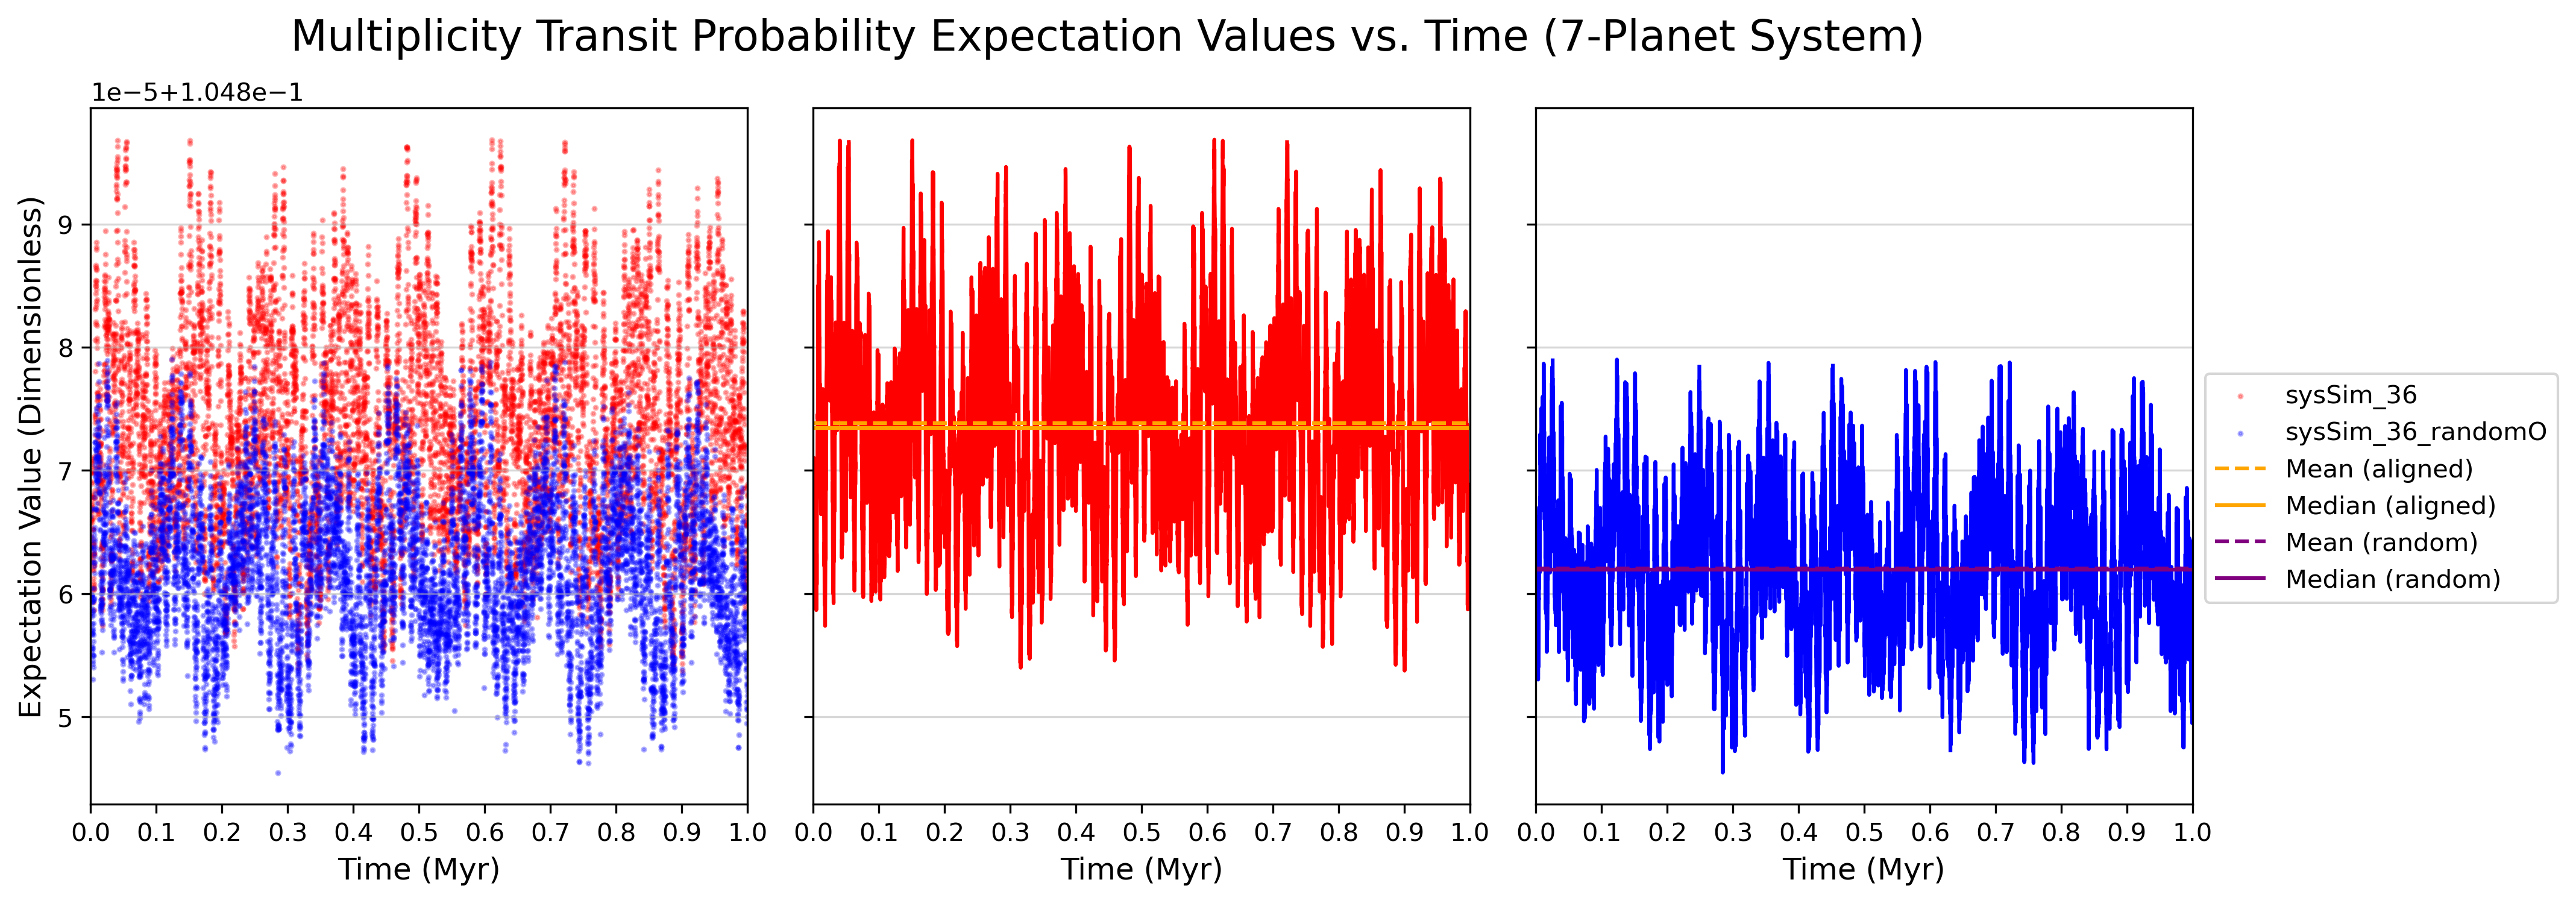 Multiplicity Transit Probability Expectation Values vs. Time (7-Planet System)
1e−5+1.048e−1
Expectation Value (Dimensionless)
9
8
7
6
5
0.0 0.1 0.2 0.3 0.4 0.5 0.6 0.7 0.8 0.9 1.0
Time (Myr)
0.0 0.1 0.2 0.3 0.4 0.5 0.6 0.7 0.8 0.9 1.0
Time (Myr)
0.0 0.1 0.2 0.3 0.4 0.5 0.6 0.7 0.8 0.9 1.0
Time (Myr)
sysSim_36
sysSim_36_randomO
Mean (aligned)
Median (aligned)
Mean (random)
Median (random)